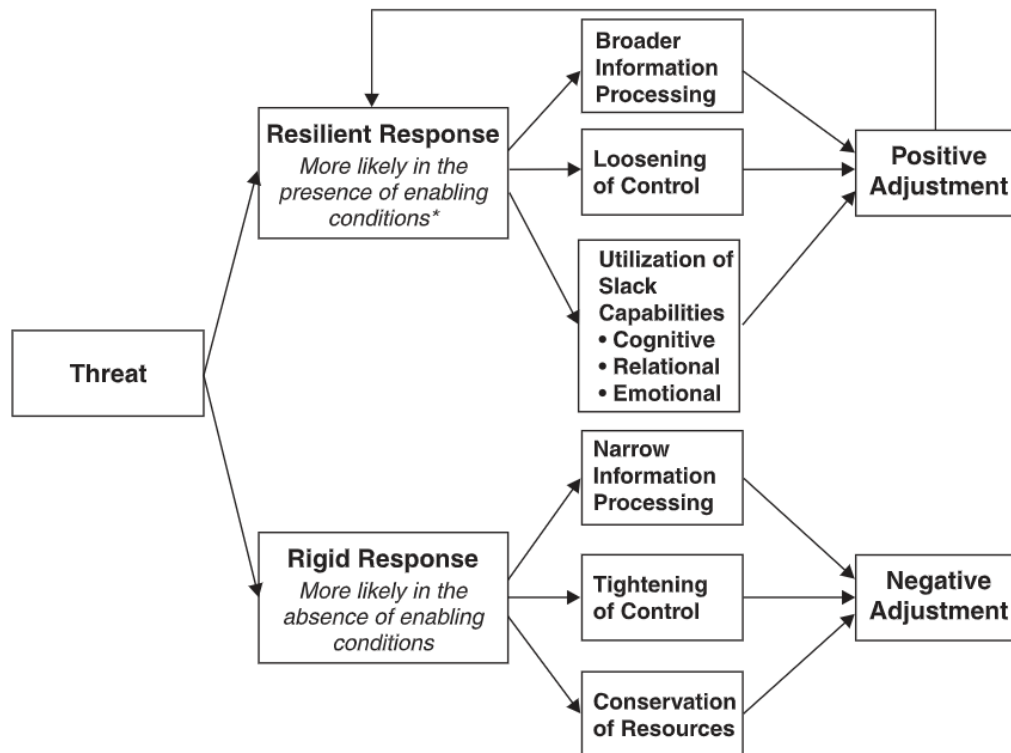 Threat
Resilient Response
More likely in the
presence of enabling
conditions*
Broader
Information
Processing
Loosening
of Control
Utilization of
Slack
Capabilities
• Cognitive
• Relational
• Emotional
Positive
Adjustment
Rigid Response
More likely in the
absence of enabling
conditions
Narrow
Information
Processing
Tightening
of Control
Conservation
of Resources
Negative
Adjustment